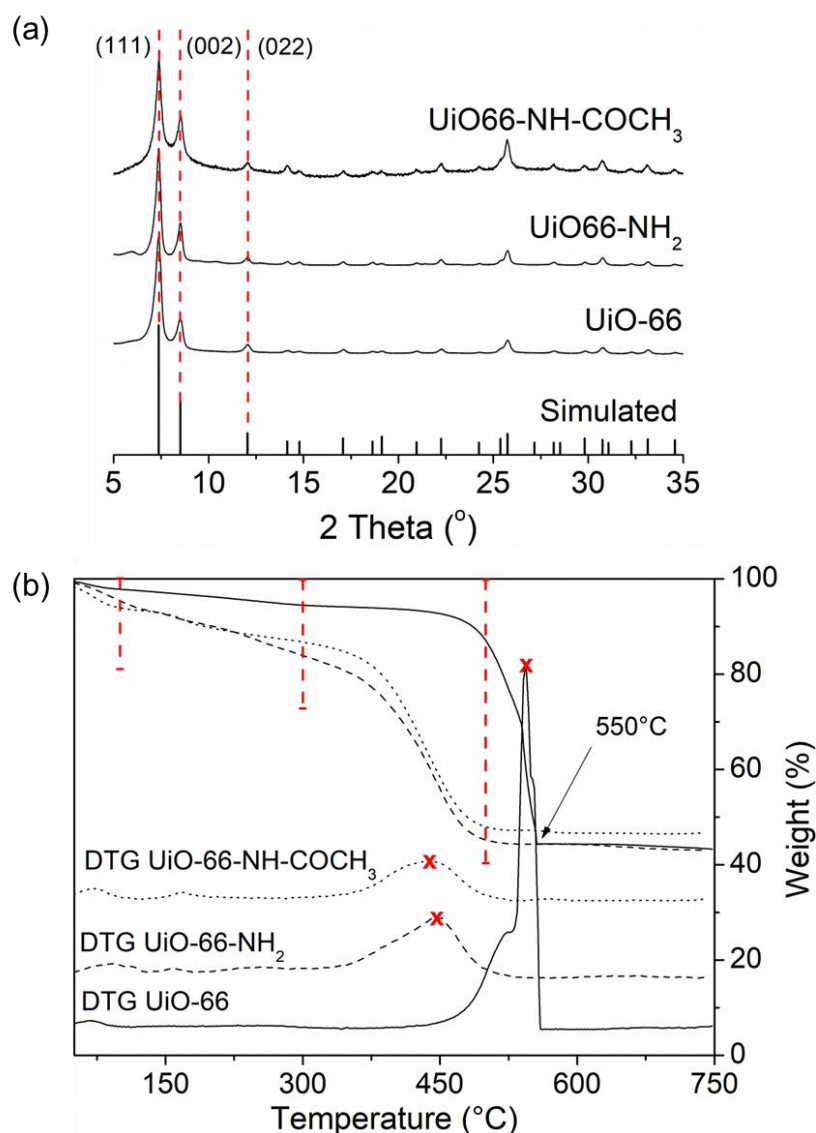 (a)
(111) (002) (022)
UiO66-NH-COCH₃
UiO66-NH₂
UiO-66
Simulated
5 10 15 20 25 30 35
2 Theta (°)
(b)
100
80
550°C
60
DTG UiO-66-NH-COCH₃
40
DTG UiO-66-NH₂
20
DTG UiO-66
0
Weight (%)
150 300 450 600 750
Temperature (°C)